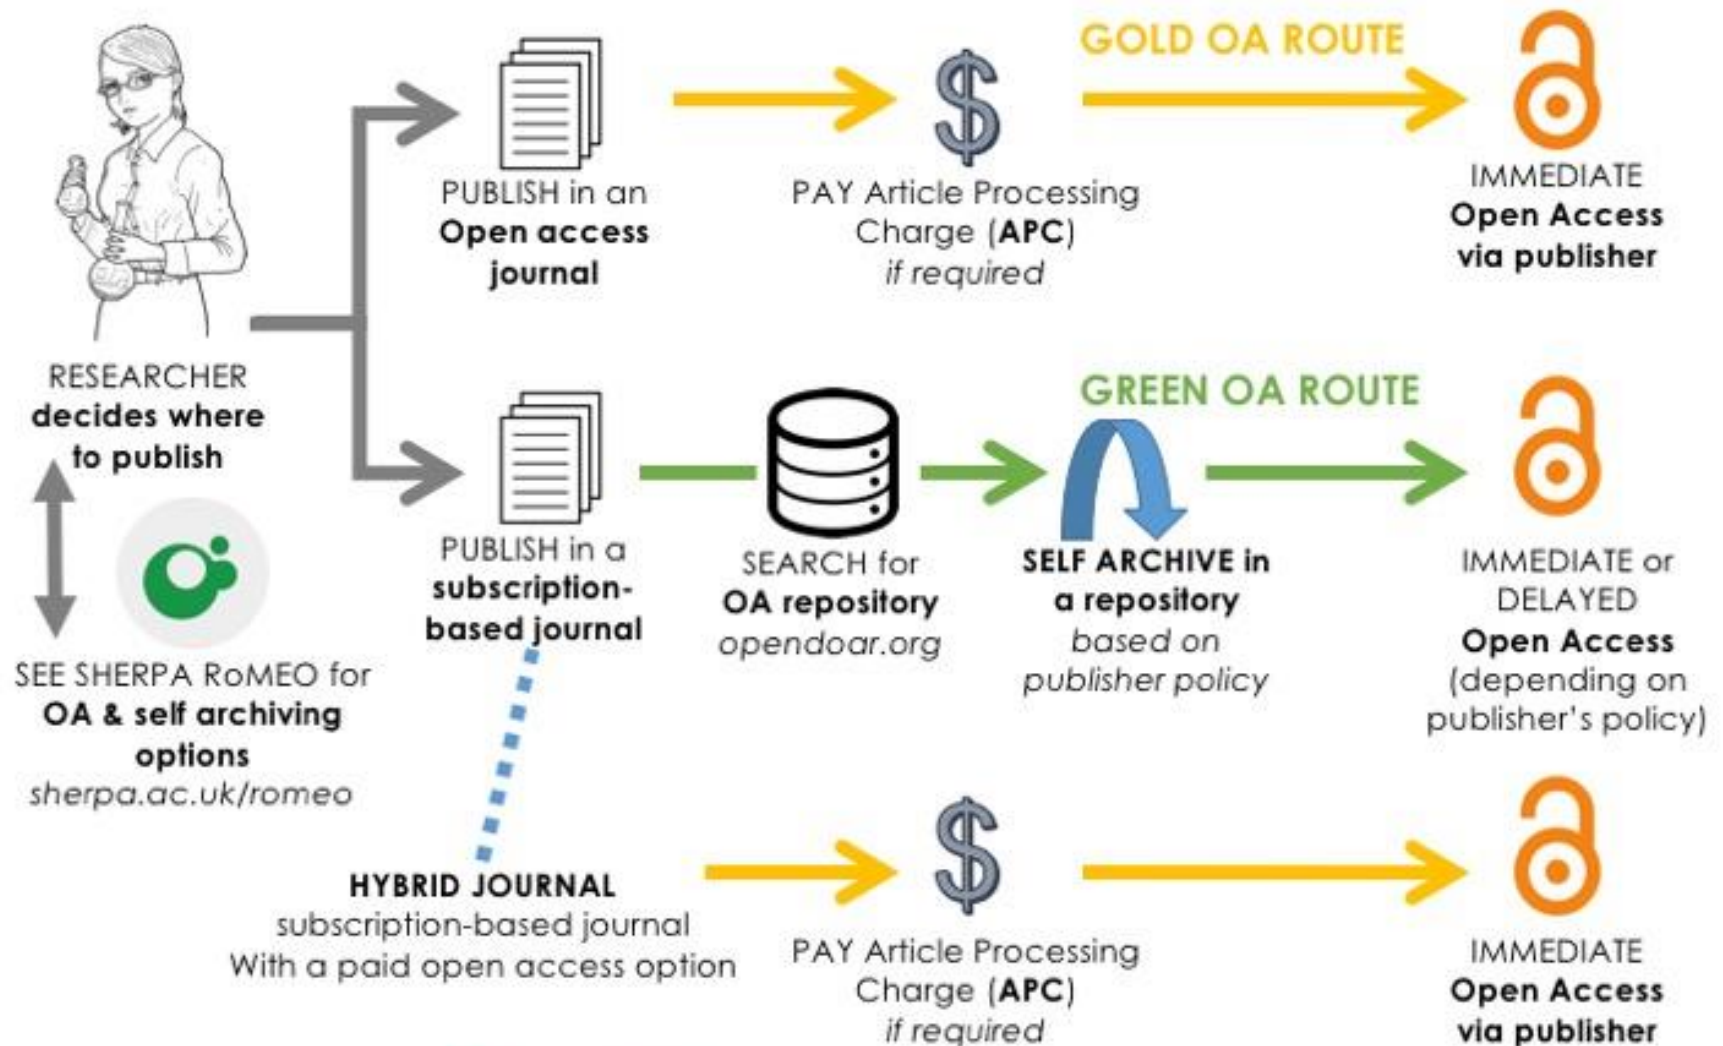 GOLD OA ROUTE
PUBLISH in an
Open access
journal
PAY Article Processing
Charge (APC)
if required
IMMEDIATE
Open Access
via publisher
RESEARCHER
decides where
to publish
SEE SHERPA RoMEO for
OA & self archiving
options
sherpa.ac.uk/romeo
GREEN OA ROUTE
PUBLISH in a
subscription-
based journal
SEARCH for
OA repository
opendoar.org
SELF ARCHIVE in
a repository
based on
publisher policy
IMMEDIATE or
DELAYED
Open Access
(depending on
publisher's policy)
HYBRID JOURNAL
subscription-based journal
With a paid open access option
PAY Article Processing
Charge (APC)
if required
IMMEDIATE
Open Access
via publisher